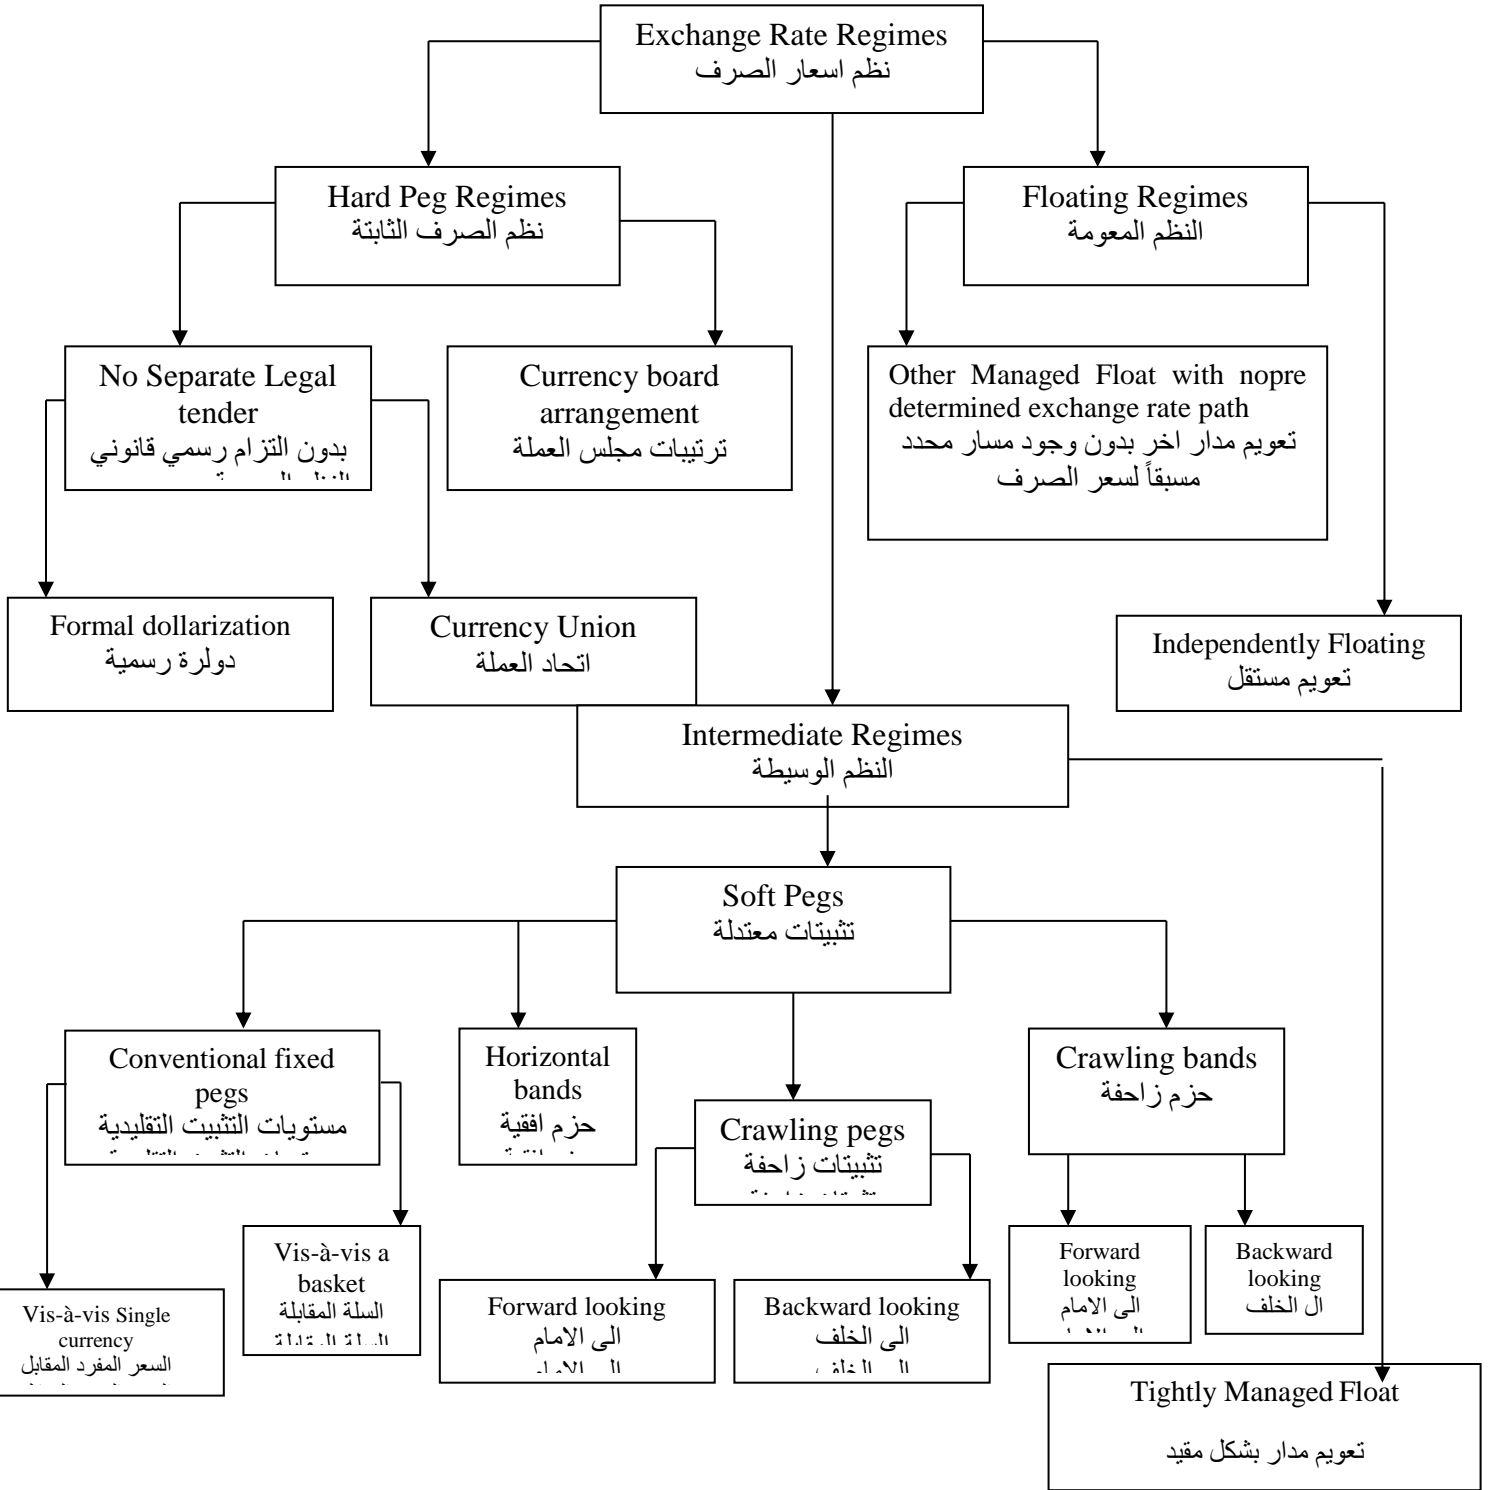 Exchange Rate Regimes
نظم اسعار الصرف
Hard Peg Regimes
نظم الصرف الثابتة
Floating Regimes
النظم المعومة
No Separate Legal
tender
بدون التزام رسمي قانوني
Currency board
arrangement
ترتيبات مجلس العملة
Other Managed Float with nopre
determined exchange rate path
تعويم مدار اخر بدون وجود مسار محدد
مسبقاً لسعر الصرف
Formal dollarization
دولرة رسمية
Currency Union
اتحاد العملة
Independently Floating
تعويم مستقل
Intermediate Regimes
النظم الوسيطة
Soft Pegs
تثبيتات معتدلة
Conventional fixed
pegs
مستويات التثبيت التقليدية
Horizontal
bands
حزم افقية
Crawling pegs
تثبيتات زاحفة
Crawling bands
حزم زاحفة
Vis-à-vis Single
currency
السعر المفرد المقابل
Vis-à-vis a
basket
السلة المقابلة
السلة المقابلة
Forward looking
الى الامام
الى الامام
Backward looking
الى الخلف
الى الخلف
Forward
looking
الى الامام
Backward
looking
ال الخلف
Tightly Managed Float
تعويم مدار بشكل مقيد